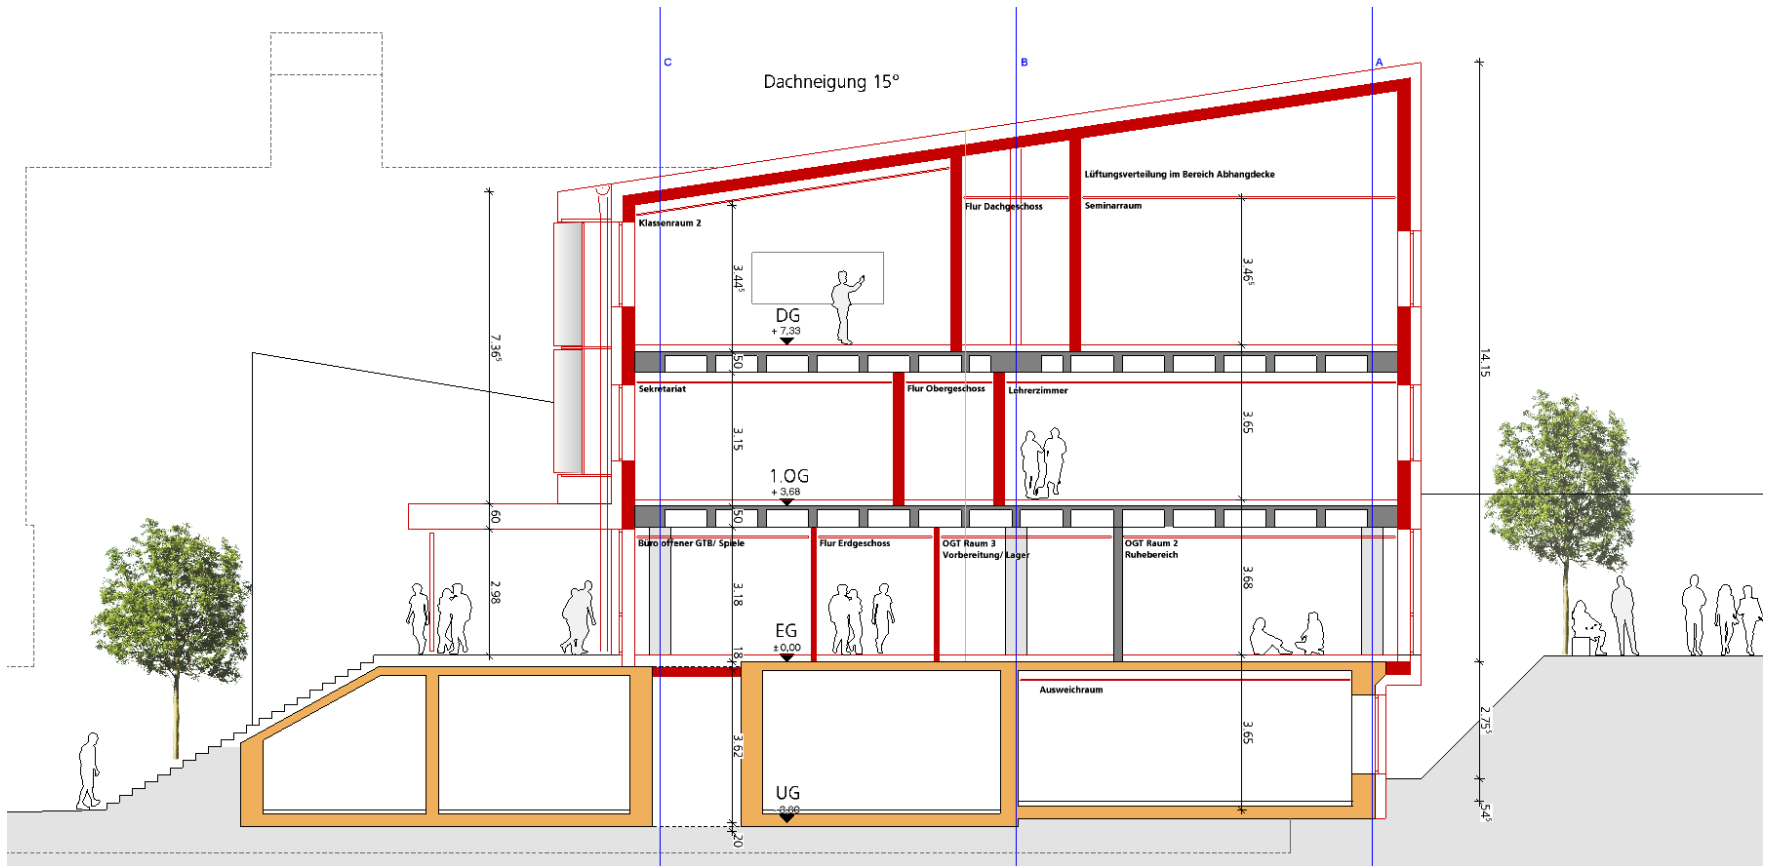 C
B
A
Dachneigung 15°
Lüftungsverteilung im Bereich Abhangdecke
Flur Dachgeschoss
Seminarraum
Klassenraum 2
3.44⁵
3.46⁵
DG
+ 7,33
7.36⁵
14.15
50
Sekretariat
Flur Obergeschoss
Lehrerzimmer
3.15
3.65
1.OG
+ 3,68
60
50
Büro offener GTB/ Spiele
Flur Erdgeschoss
OGT Raum 3
Vorbereitung/ Lager
OGT Raum 2
Ruhebereich
2.98
3.18
3.68
EG
± 0,00
18
Ausweichraum
2.75⁵
3.62
3.65
UG
54⁵
20